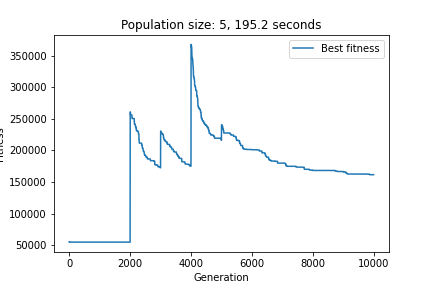 Population size: 5, 195.2 seconds
Best fitness
350000
300000
250000
200000
150000
100000
50000
Fitness
0 2000 4000 6000 8000 10000
Generation